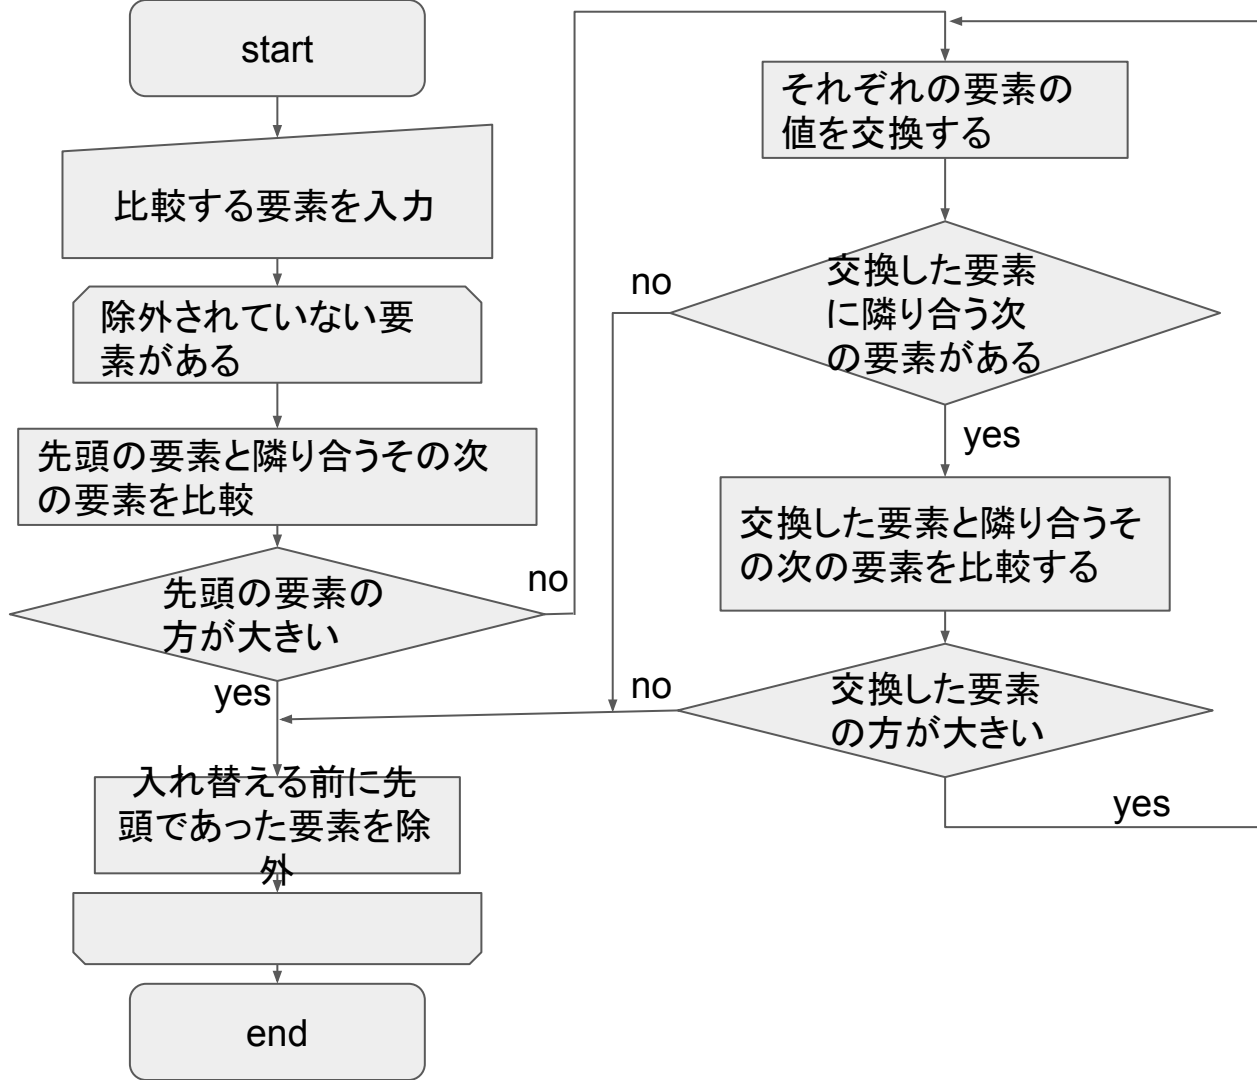 start
比較する要素を入力
除外されていない要
素がある
先頭の要素と隣り合うその次
の要素を比較
先頭の要素の
方が大きい
no
yes
入れ替える前に先
頭であった要素を除
外
end
それぞれの要素の
値を交換する
交換した要素
に隣り合う次
の要素がある
no
yes
交換した要素と隣り合うそ
の次の要素を比較する
交換した要素
の方が大きい
no
yes